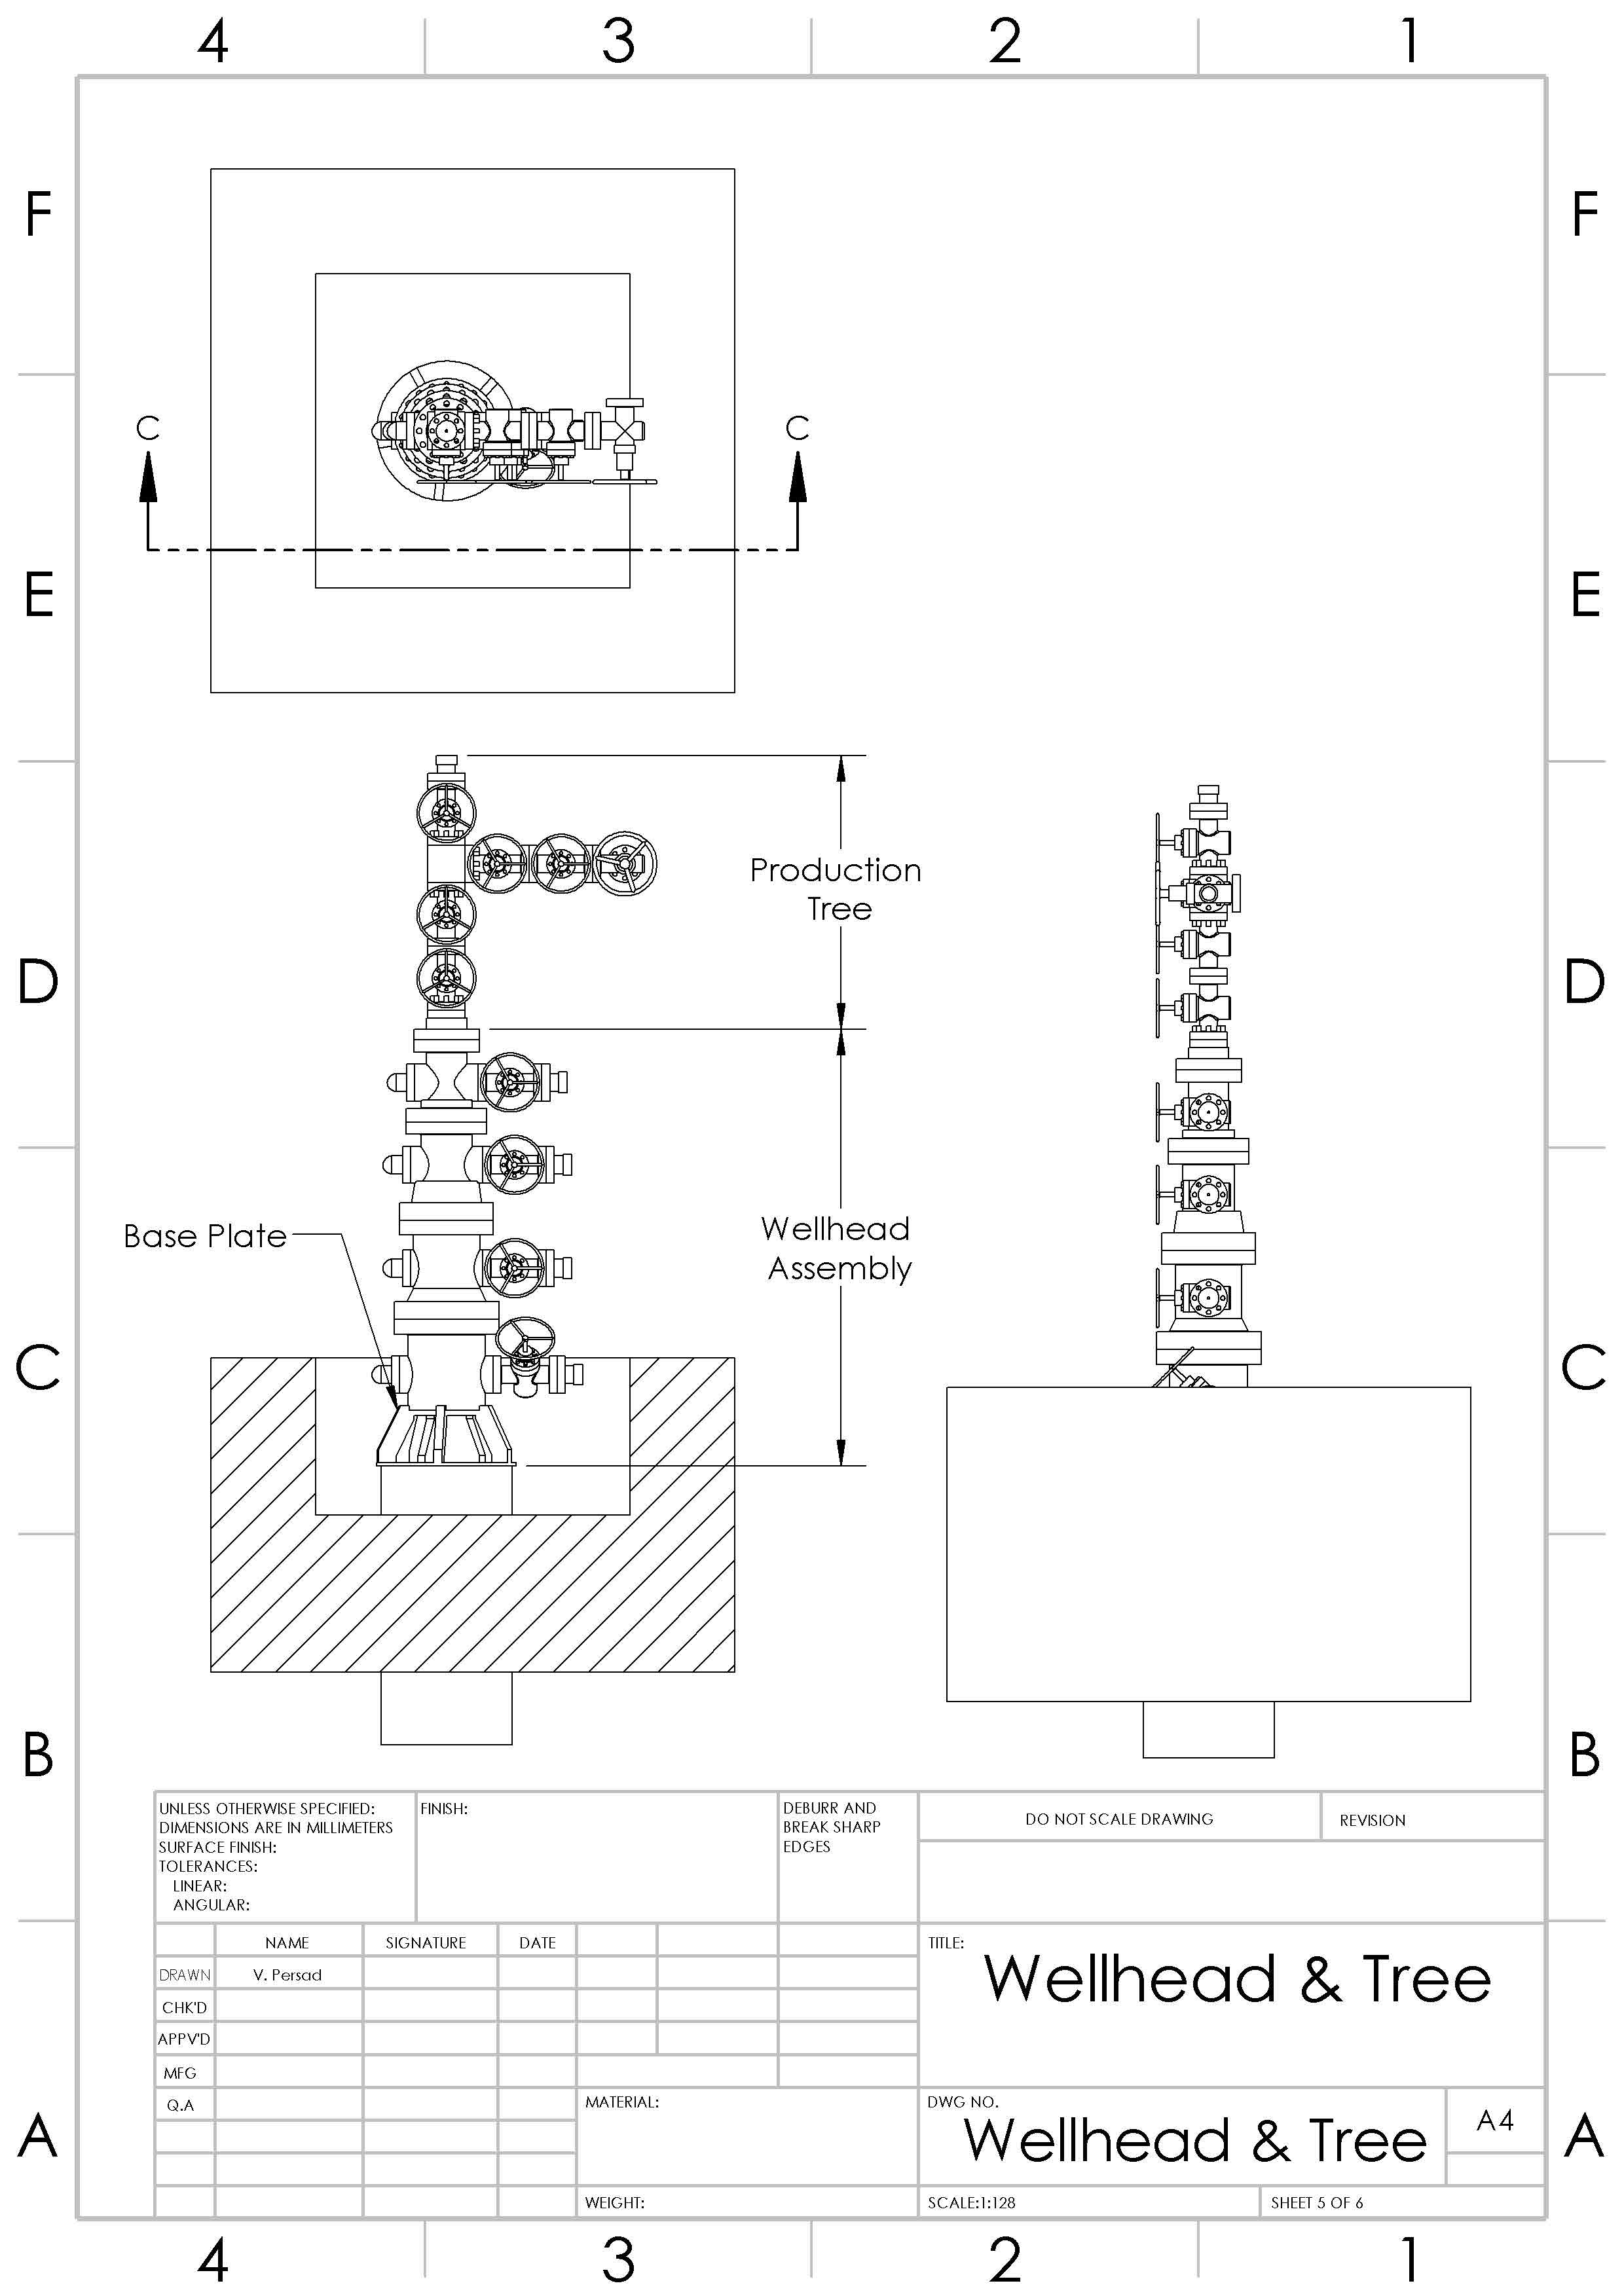 4 3 2 1
F F
C C
E E
Production
Tree
D D
Base Plate
Wellhead
Assembly
C C
B B
UNLESS OTHERWISE SPECIFIED:
DIMENSIONS ARE IN MILLIMETERS
SURFACE FINISH:
TOLERANCES:
LINEAR:
ANGULAR:
FINISH:
DEBURR AND
BREAK SHARP
EDGES
DO NOT SCALE DRAWING
REVISION
NAME SIGNATURE DATE
DRAWN V. Persad
CHK'D
APPV'D
MFG
Q.A
MATERIAL:
WEIGHT:
TITLE:
Wellhead & Tree
DWG NO.
Wellhead & Tree
A4
SCALE:1:128
SHEET 5 OF 6
A A
4 3 2 1